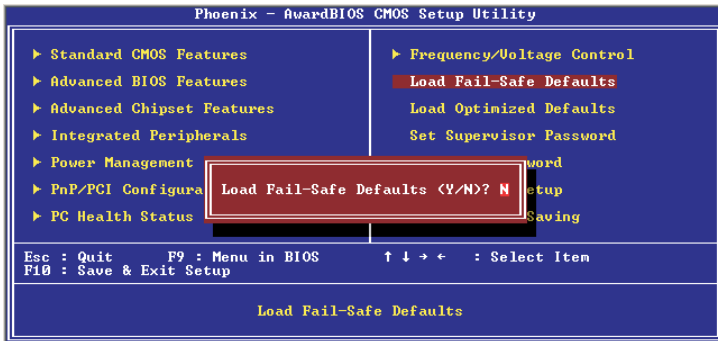 Phoenix - AwardBIOS CMOS Setup Utility
▶ Standard CMOS Features
▶ Advanced BIOS Features
▶ Advanced Chipset Features
▶ Integrated Peripherals
▶ Power Management
▶ PnP/PCI Configura
▶ PC Health Status
▶ Frequency/Voltage Control
Load Fail-Safe Defaults
Load Optimized Defaults
Set Supervisor Password
word
etup
Saving
Load Fail-Safe Defaults (Y/N)? N
Esc : Quit F9 : Menu in BIOS ↑ ↓ → ← : Select Item
F10 : Save & Exit Setup
Load Fail-Safe Defaults